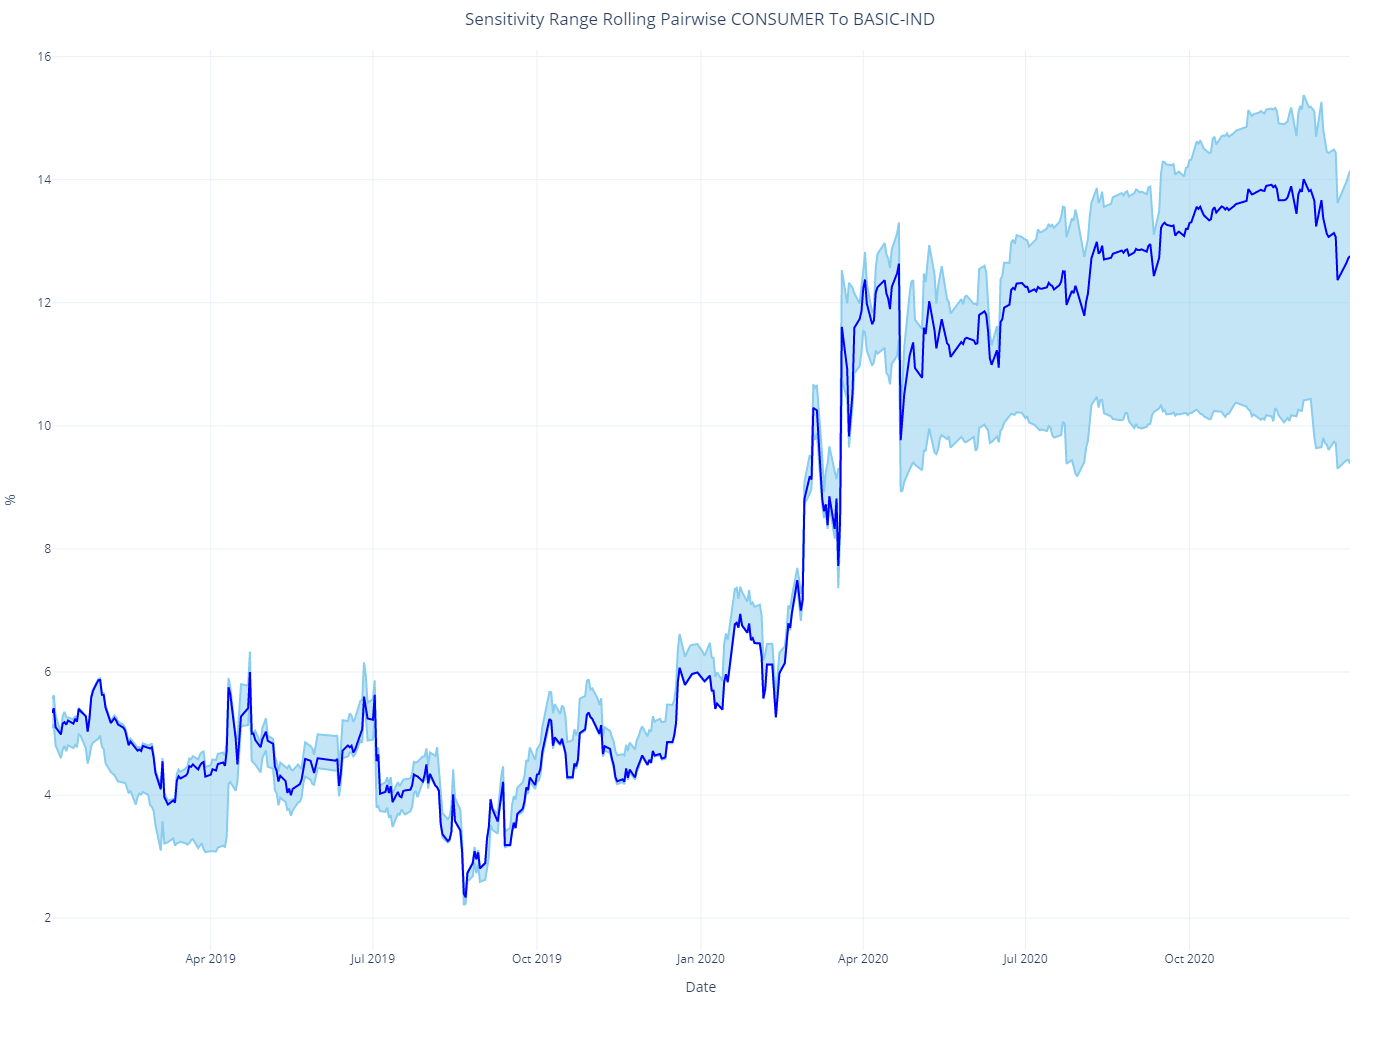 Sensitivity Range Rolling Pairwise CONSUMER To BASIC-IND
16
14
12
10
8
6
4
2
%
Apr 2019
Jul 2019
Oct 2019
Jan 2020
Apr 2020
Jul 2020
Oct 2020
Date